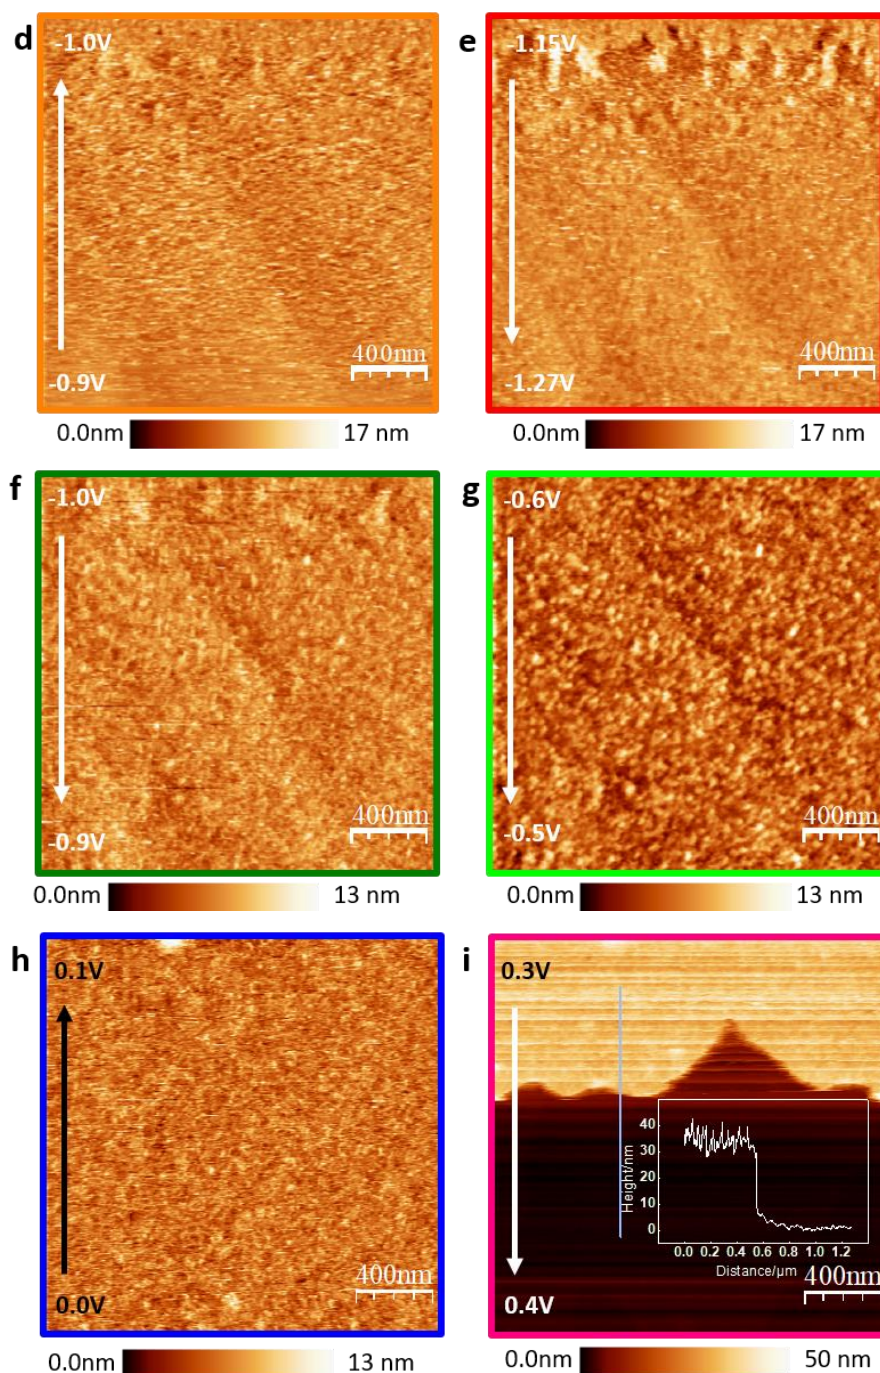 d
-1.0V
400nm
-0.9V
0.0nm 17 nm
e
-1.15V
400nm
-1.27V
0.0nm 17 nm
f
-1.0V
400nm
-0.9V
0.0nm 13 nm
g
-0.6V
400nm
-0.5V
0.0nm 13 nm
h
0.1V
400nm
0.0V
0.0nm 13 nm
i
0.3V
Height/nm
40
30
20
10
0
0.0 0.2 0.4 0.6 0.8 1.0 1.2
Distance/µm
400nm
0.4V
0.0nm 50 nm